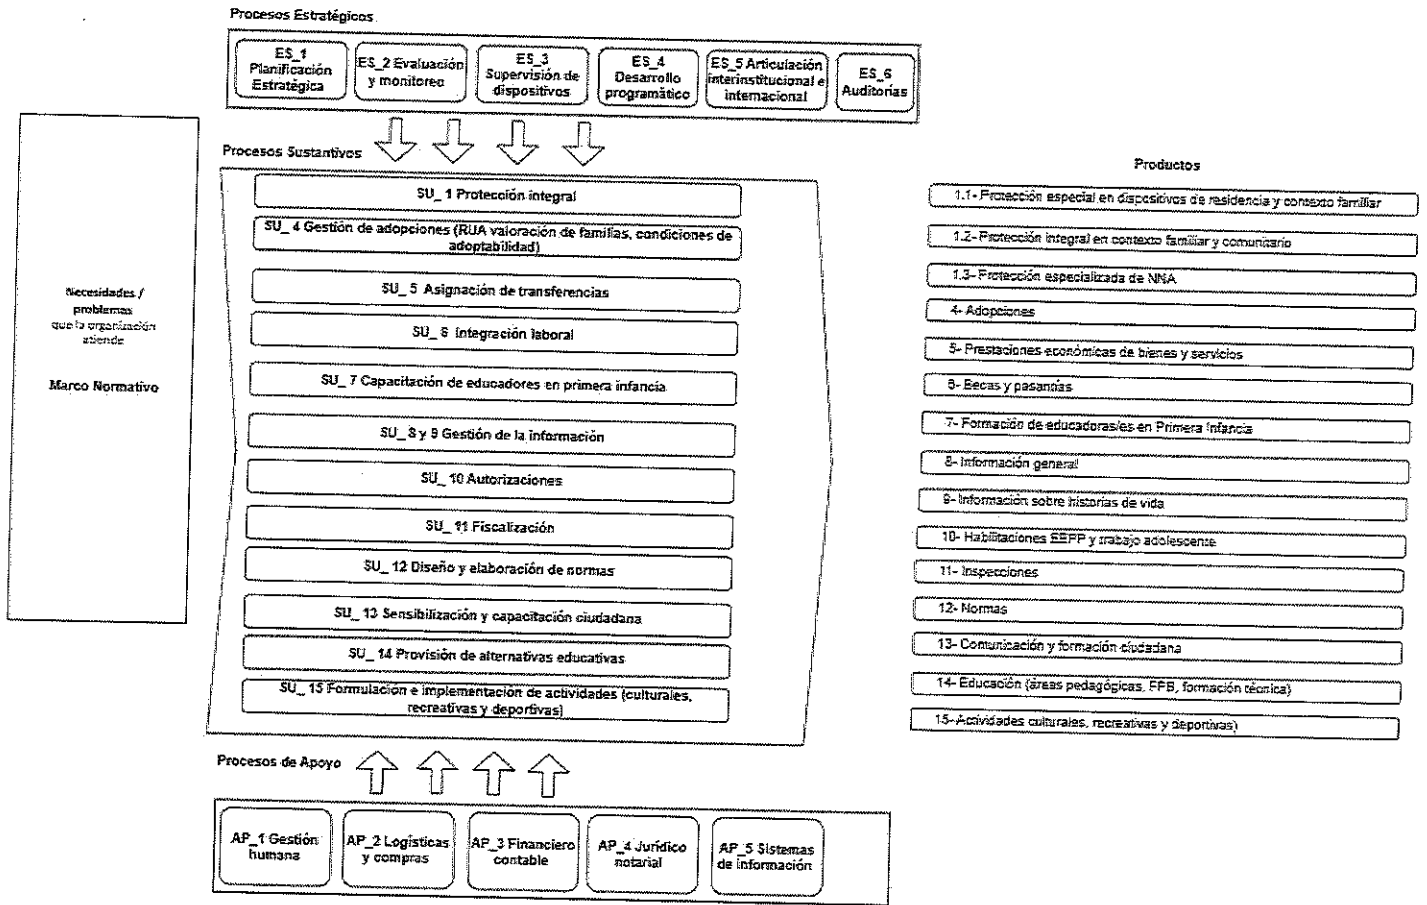 Procesos Estratégicos
ES_1
Planificación
Estratégica
ES_2 Evaluación
y monitoreo
ES_3
Supervisión de
dispositivos
ES_4
Desarrollo
programático
ES_5 Articulación
interinstitucional e
internacional
ES_6
Auditorías
Necesidades /
problemas
que la organización
atiende
Marco Normativo
Procesos Sustantivos
SU_ 1 Protección integral
SU_ 4 Gestión de adopciones (RUA valoración de familias, condiciones de
adoptabilidad)
SU_ 5 Asignación de transferencias
SU_ 6 Integración laboral
SU_ 7 Capacitación de educadores en primera infancia
SU_ 8 y 9 Gestión de la información
SU_ 10 Autorizaciones
SU_ 11 Fiscalización
SU_ 12 Diseño y elaboración de normas
SU_ 13 Sensibilización y capacitación ciudadana
SU_ 14 Provisión de alternativas educativas
SU_ 15 Formulación e implementación de actividades (culturales,
recreativas y deportivas)
Productos
1.1- Protección especial en dispositivos de residencia y contexto familiar
1.2- Protección integral en contexto familiar y comunitario
1.3- Protección especializada de NNA
4- Adopciones
5- Prestaciones económicas de bienes y servicios
6- Becas y pasantías
7- Formación de educadoras/es en Primera Infancia
8- Información general
9- Información sobre historias de vida
10- Habilitaciones EEPP y trabajo adolescente
11- Inspecciones
12- Normas
13- Comunicación y formación ciudadana
14- Educación (áreas pedagógicas, FPB, formación técnica)
15- Actividades culturales, recreativas y deportivas)
Procesos de Apoyo
AP_1 Gestión
humana
AP_2 Logísticas
y compras
AP_3 Financiero
contable
AP_4 Jurídico
notarial
AP_5 Sistemas
de información